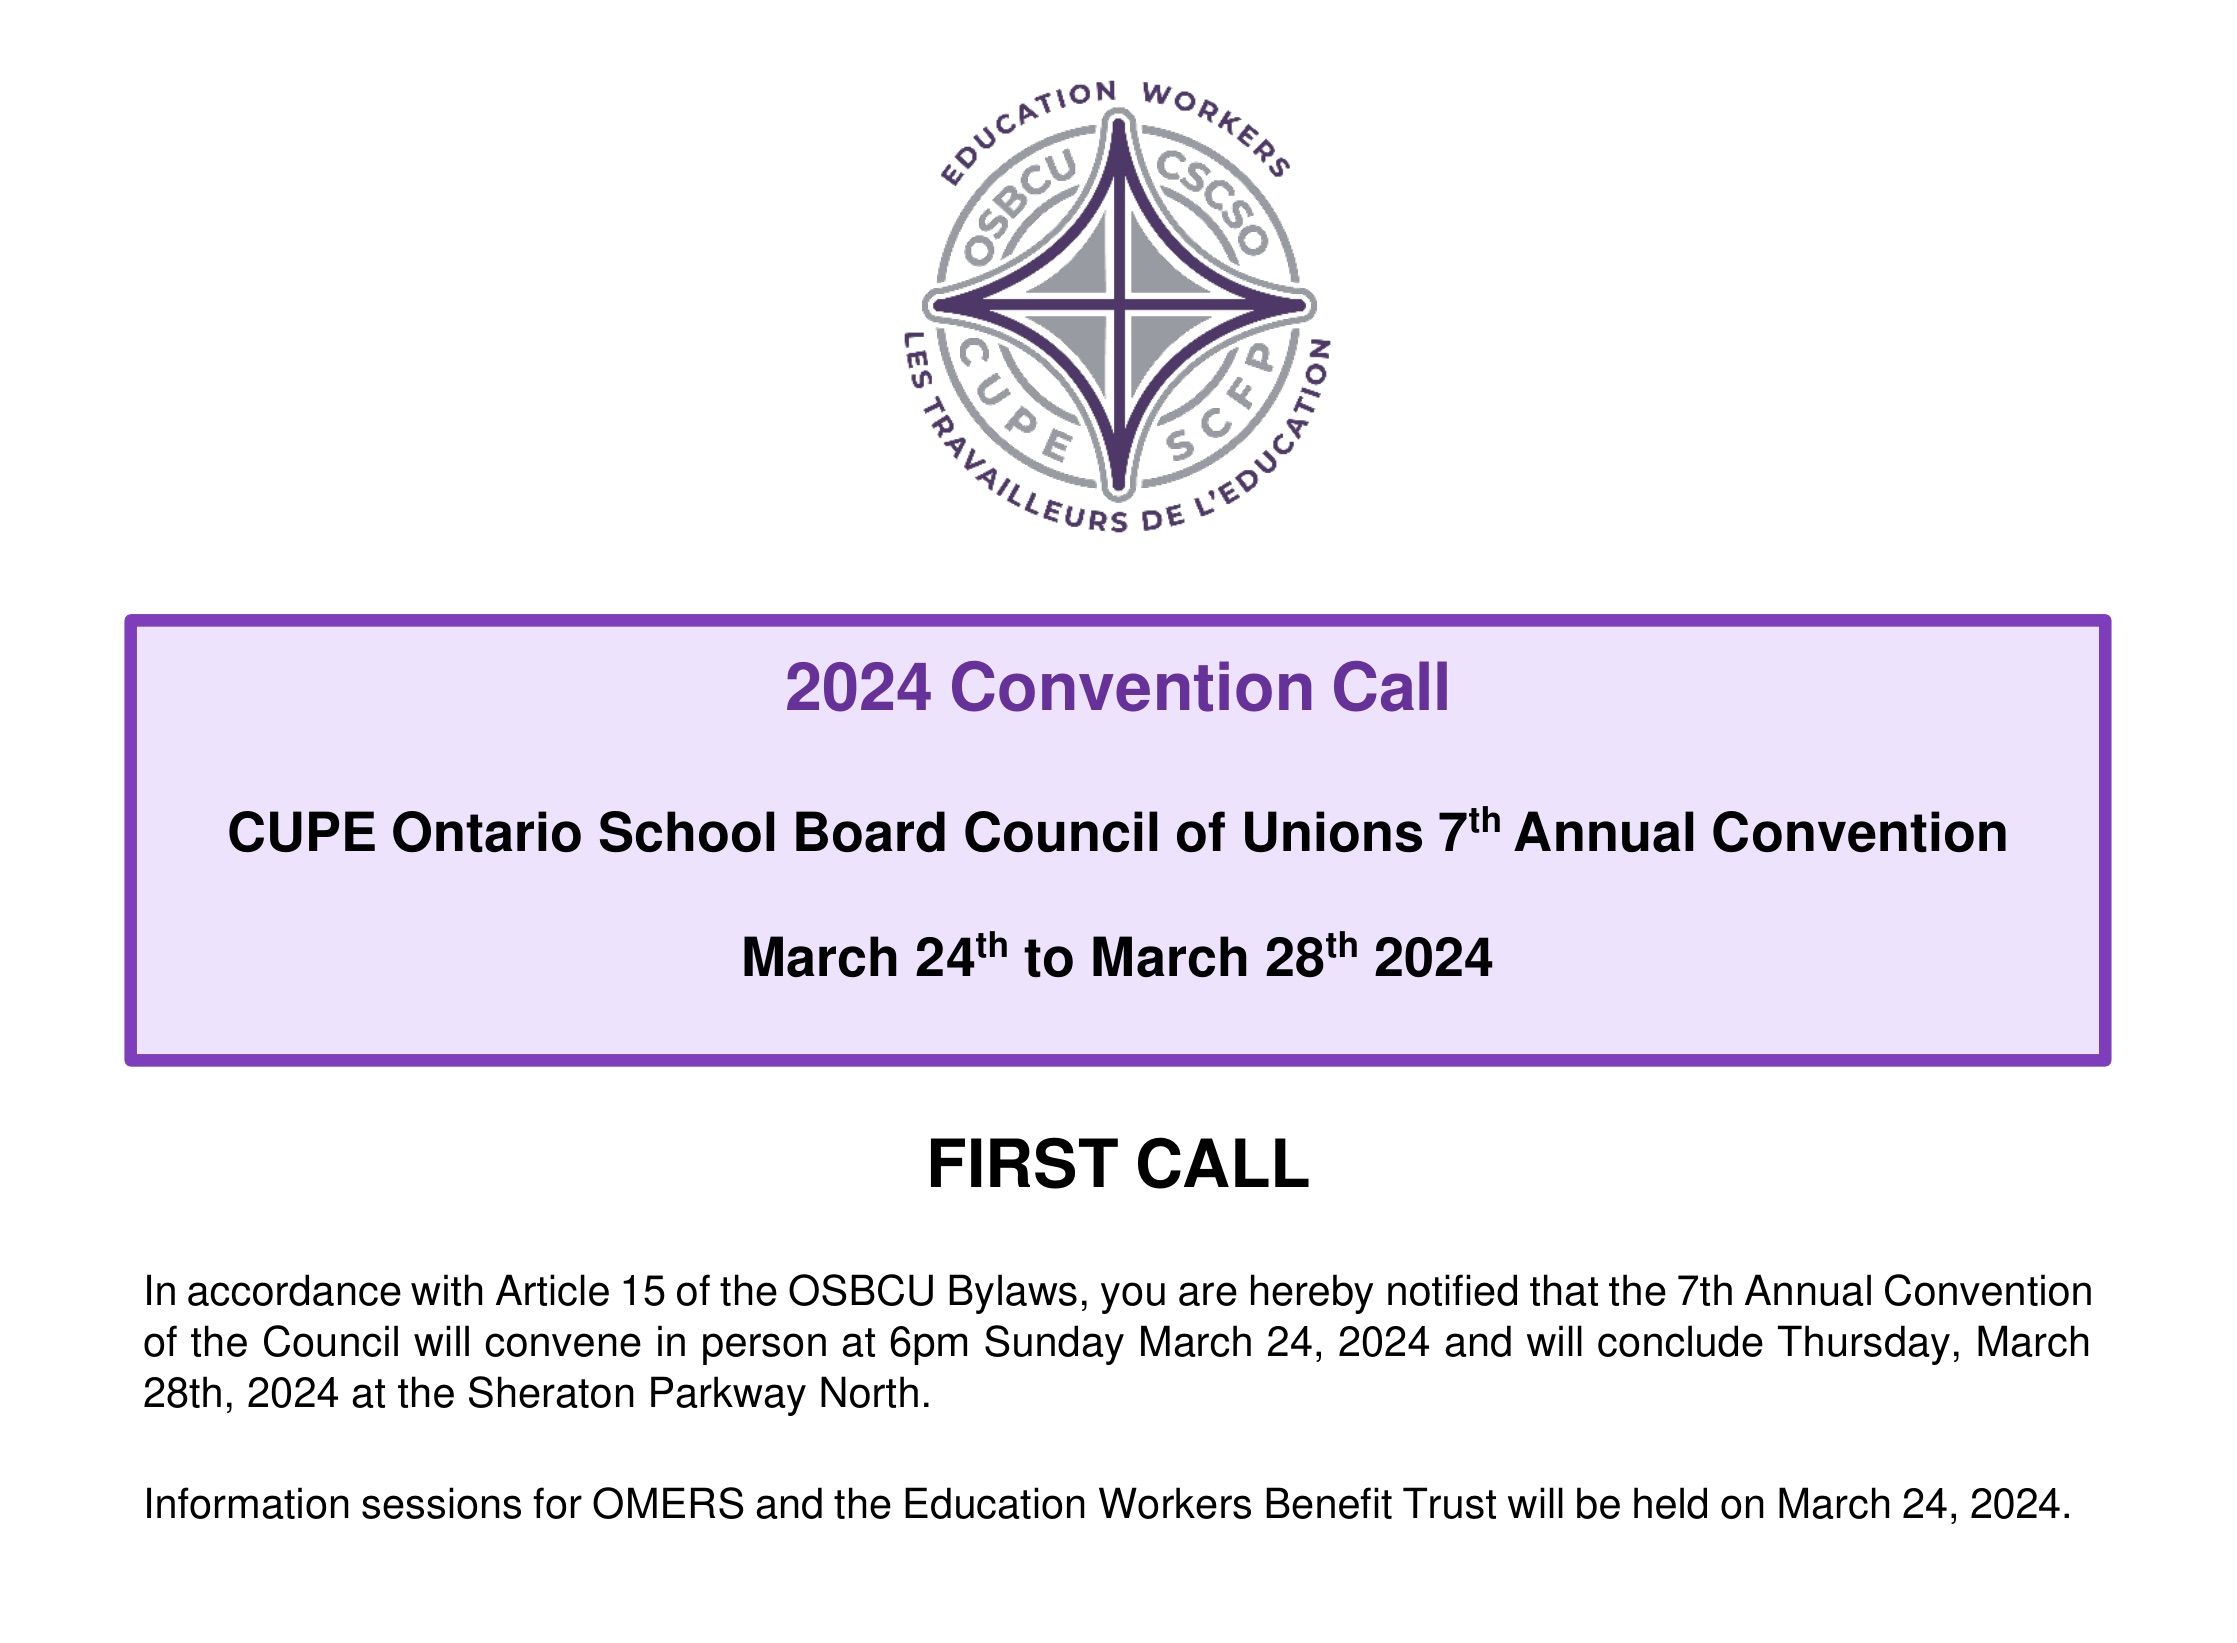 EDUCATION WORKERS
OSBCU CSCSO
CUPE SCFP
LES TRAVAILLEURS DE L'EDUCATION
2024 Convention Call
CUPE Ontario School Board Council of Unions 7th Annual Convention
March 24th to March 28th 2024
FIRST CALL
In accordance with Article 15 of the OSBCU Bylaws, you are hereby notified that the 7th Annual Convention
of the Council will convene in person at 6pm Sunday March 24, 2024 and will conclude Thursday, March
28th, 2024 at the Sheraton Parkway North.
Information sessions for OMERS and the Education Workers Benefit Trust will be held on March 24, 2024.